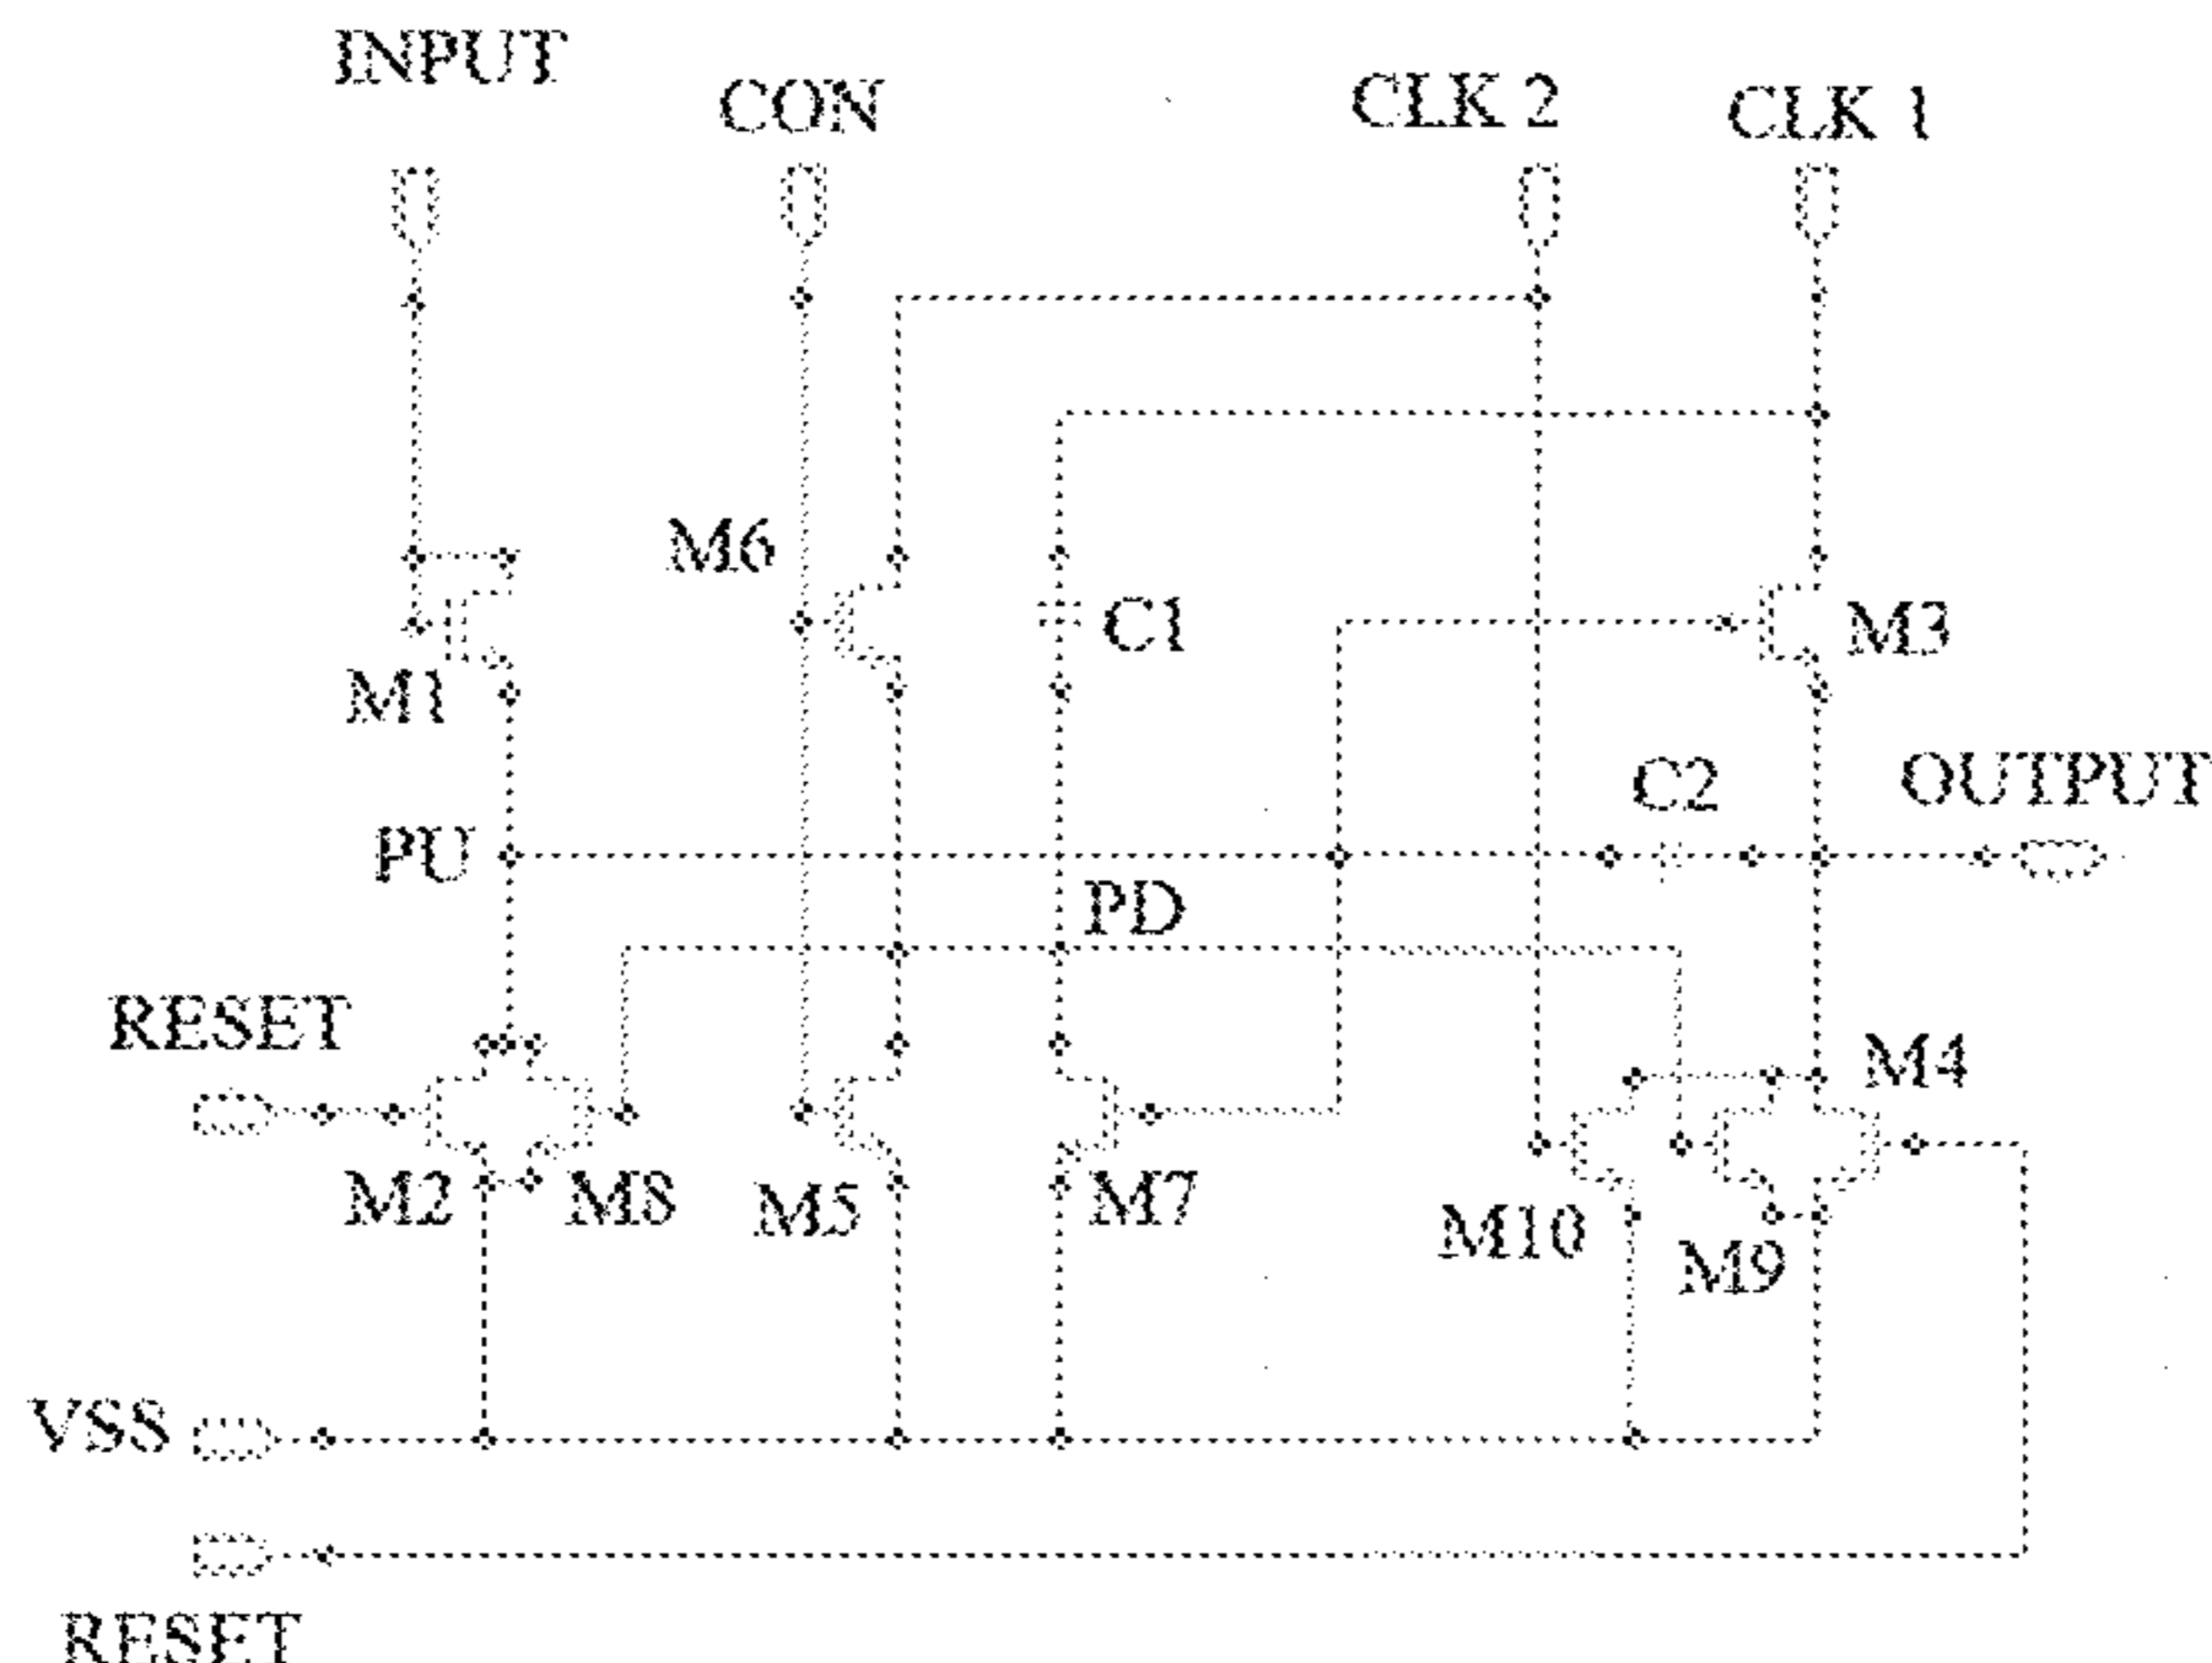 INPUT
CON
CLK 2
CLK 1
M6
C1
M3
M1
C2
OUTPUT
PU
PD
RESET
M4
M2
M8
M5
M7
M10
M9
VSS
RESET